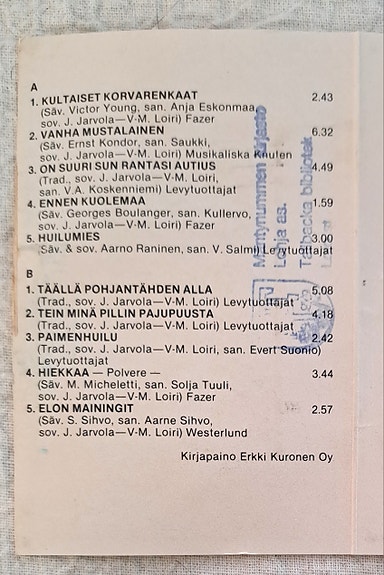 A
1. KULTAISET KORVARENKAAT 2.43
(Säv. Victor Young, san. Anja Eskonmaa,
sov. J. Jarvola—V-M. Loiri) Fazer
2. VANHA MUSTALAINEN 6.32
(Säv. Ernst Kondor, san. Saukki,
sov. J. Jarvola—V-M. Loiri) Musikaliska Knuten
3. ON SUURI SUN RANTASI AUTIUS 4.49
(Trad., sov. J. Jarvola—V-M. Loiri,
san. V.A. Koskenniemi) Levytuottajat
4. ENNEN KUOLEMAA 1.59
(Säv. Georges Boulanger, san. Kullervo,
sov. J. Jarvola—V-M. Loiri) Fazer
5. HUILUMIES 3.00
(Säv. & sov. Aarno Raninen, san. V. Salmi) Levytuottajat
B
1. TÄÄLLÄ POHJANTÄHDEN ALLA 5.08
(Trad., sov. J. Jarvola—V-M. Loiri) Levytuottajat
2. TEIN MINÄ PILLIN PAJUPUUSTA 4.18
(Trad., sov. J. Jarvola—V-M. Loiri) Levytuottajat
3. PAIMENHUILU 2.42
(Trad., sov. J. Jarvola—V-M. Loiri, san. Evert Suonio)
Levytuottajat
4. HIEKKAA — Polvere — 3.44
(Säv. M. Micheletti, san. Solja Tuuli,
sov. J. Jarvola—V-M. Loiri) Fazer
5. ELON MAININGIT 2.57
(Säv. S. Sihvo, san. Aarne Sihvo,
sov. J. Jarvola—V-M. Loiri) Westerlund
Kirjapaino Erkki Kuronen Oy
Mäntynummen kirjasto
Lohja as.
Tallbacka bibliotek